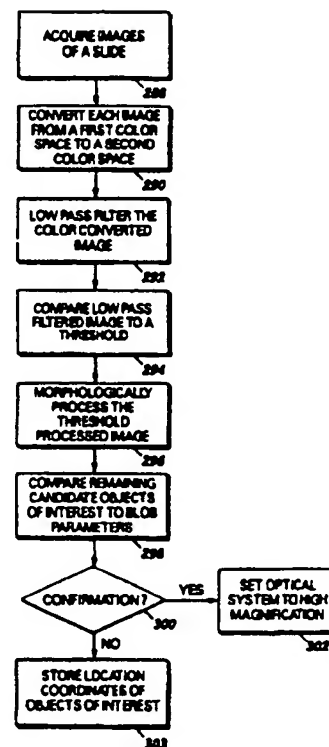 ACQUIRE IMAGES
OF A SLIDE
288
CONVERT EACH IMAGE
FROM A FIRST COLOR
SPACE TO A SECOND
COLOR SPACE
290
LOW PASS FILTER THE
COLOR CONVERTED
IMAGE
292
COMPARE LOW PASS
FILTERED IMAGE TO A
THRESHOLD
294
MORPHOLOGICALLY
PROCESS THE
THRESHOLD
PROCESSED IMAGE
296
COMPARE REMAINING
CANDIDATE OBJECTS
OF INTEREST TO BLOB
PARAMETERS
298
CONFIRMATION ?
300
YES
SET OPTICAL
SYSTEM TO HIGH
MAGNIFICATION
302
NO
STORE LOCATION
COORDINATES OF
OBJECTS OF INTEREST
303